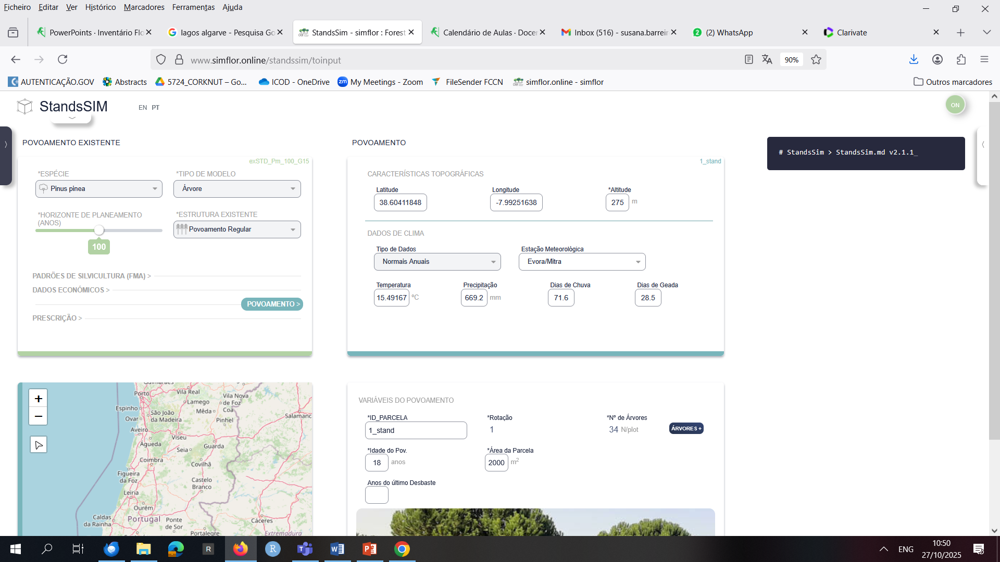 Ficheiro Editar Ver Histórico Marcadores Ferramentas Ajuda
PowerPoints · Inventário Flo
lagos algarve - Pesquisa Go
StandsSim - simflor : Forest
Calendário de Aulas · Docer
Inbox (516) - susana.barreir
2 (2) WhatsApp
Clarivate
www.simflor.online/standssim/toinput
90%
AUTENTICAÇÃO.GOV
Abstracts
5724_CORKNUT – Go...
ICOD - OneDrive
zm My Meetings - Zoom
FileSender FCCN
simflor.online - simflor
Outros marcadores
StandsSIM
EN PT
ON
POVOAMENTO EXISTENTE
exSTD_Pm_100_G15
*ESPÉCIE
Pinus pinea
*TIPO DE MODELO
Árvore
*HORIZONTE DE PLANEAMENTO
(ANOS)
100
*ESTRUTURA EXISTENTE
Povoamento Regular
PADRÕES DE SILVICULTURA (FMA) >
DADOS ECONÓMICOS >
POVOAMENTO >
PRESCRIÇÃO >
POVOAMENTO
1_stand
CARACTERÍSTICAS TOPOGRÁFICAS
Latitude Longitude *Altitude
38.60411848 -7.99251638 275 m
DADOS DE CLIMA
Tipo de Dados Estação Meteorológica
Normais Anuais Evora/Mitra
Temperatura Precipitação Dias de Chuva Dias de Geada
15.49167 ºC 669.2 mm 71.6 28.5
# StandsSim > StandsSim.md v2.1.1_
+
−
Guimarães
Porto
Vila Real
Vila Nova
de Foz
Coa
Lamego
Espinho
São João
da Madeira
Mêda
Ovar
Pinhel
Salamanc
Aveiro
Viseu
Águeda
Guarda
Seia
Coimbra
Covilhã
Figueira
da Foz
Castelo
Branco
Leiria
Ourém
Caldas
da Rainha
Portugal
Ponte
de Sor
Cáceres
Portalegre
Extremadura
VARIÁVEIS DO POVOAMENTO
*ID_PARCELA *Rotação *Nº de Árvores
1_stand 1 34 N/plot ÁRVORES +
*Idade do Pov. *Área da Parcela
18 anos 2000 m2
Anos do último Desbaste
R
R
ENG
10:50
27/10/2025